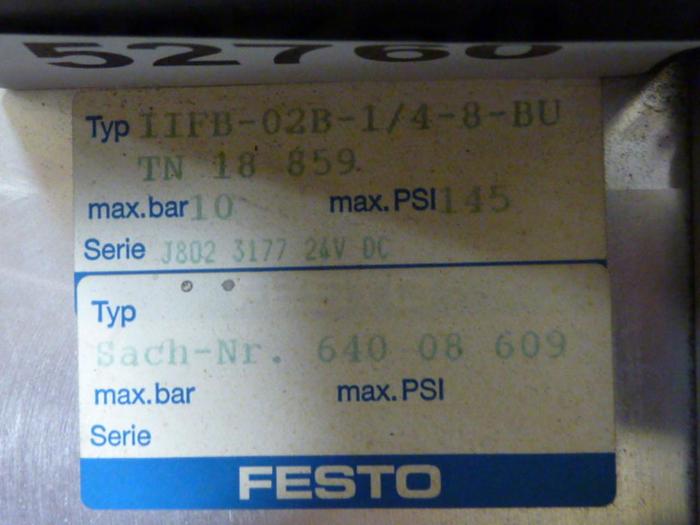 52760
Typ IIFB-02B-1/4-8-BU
TN 18 859
max.bar 10 max.PSI 145
Serie J802 3177 24V DC
Typ
Sach-Nr. 640 08 609
max.bar max.PSI
Serie
FESTO